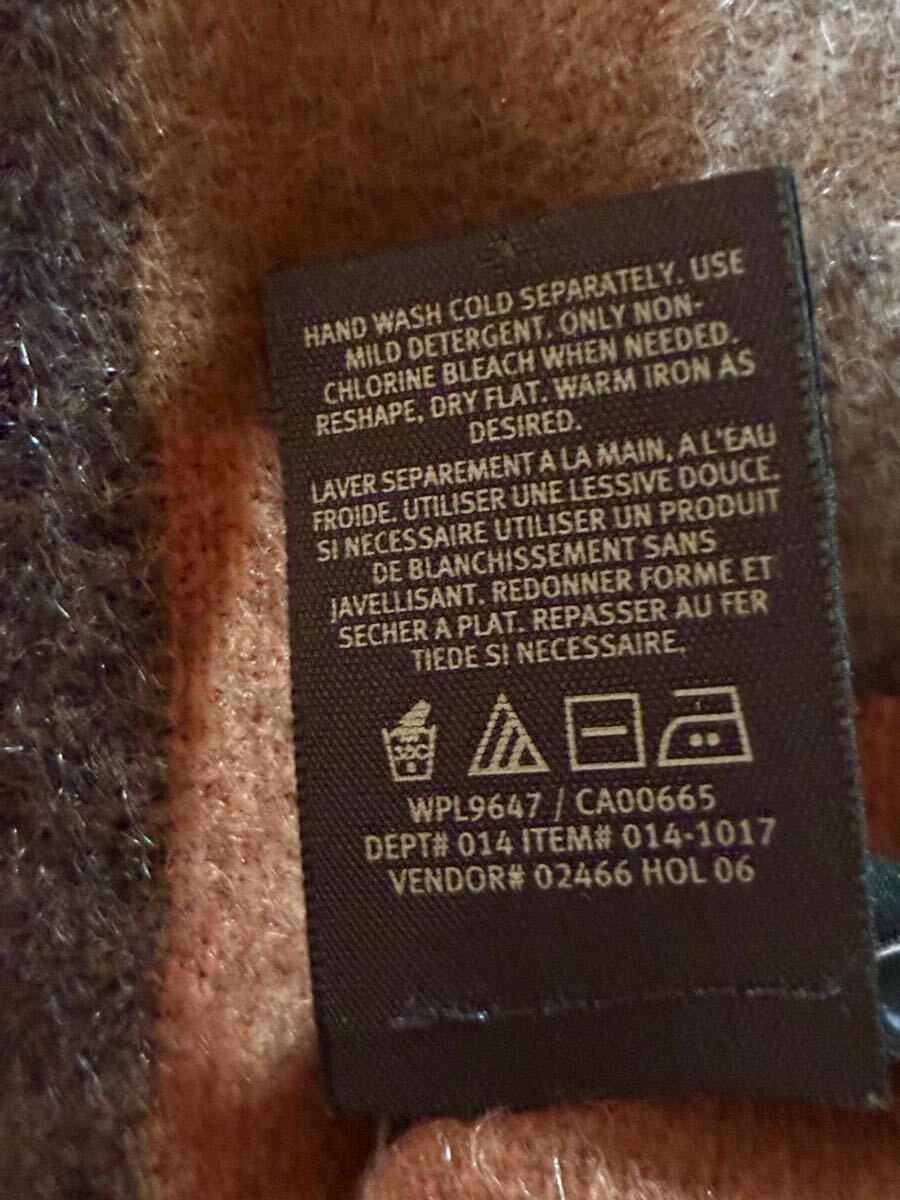 HAND WASH COLD SEPARATELY. USE
MILD DETERGENT. ONLY NON-
CHLORINE BLEACH WHEN NEEDED.
RESHAPE, DRY FLAT. WARM IRON AS
DESIRED.
LAVER SEPAREMENT A LA MAIN, A L'EAU
FROIDE. UTILISER UNE LESSIVE DOUCE.
SI NECESSAIRE UTILISER UN PRODUIT
DE BLANCHISSEMENT SANS
JAVELLISANT. REDONNER FORME ET
SECHER A PLAT. REPASSER AU FER
TIEDE SI NECESSAIRE.
30C
WPL9647 / CA00665
DEPT# 014 ITEM# 014-1017
VENDOR# 02466 HOL 06